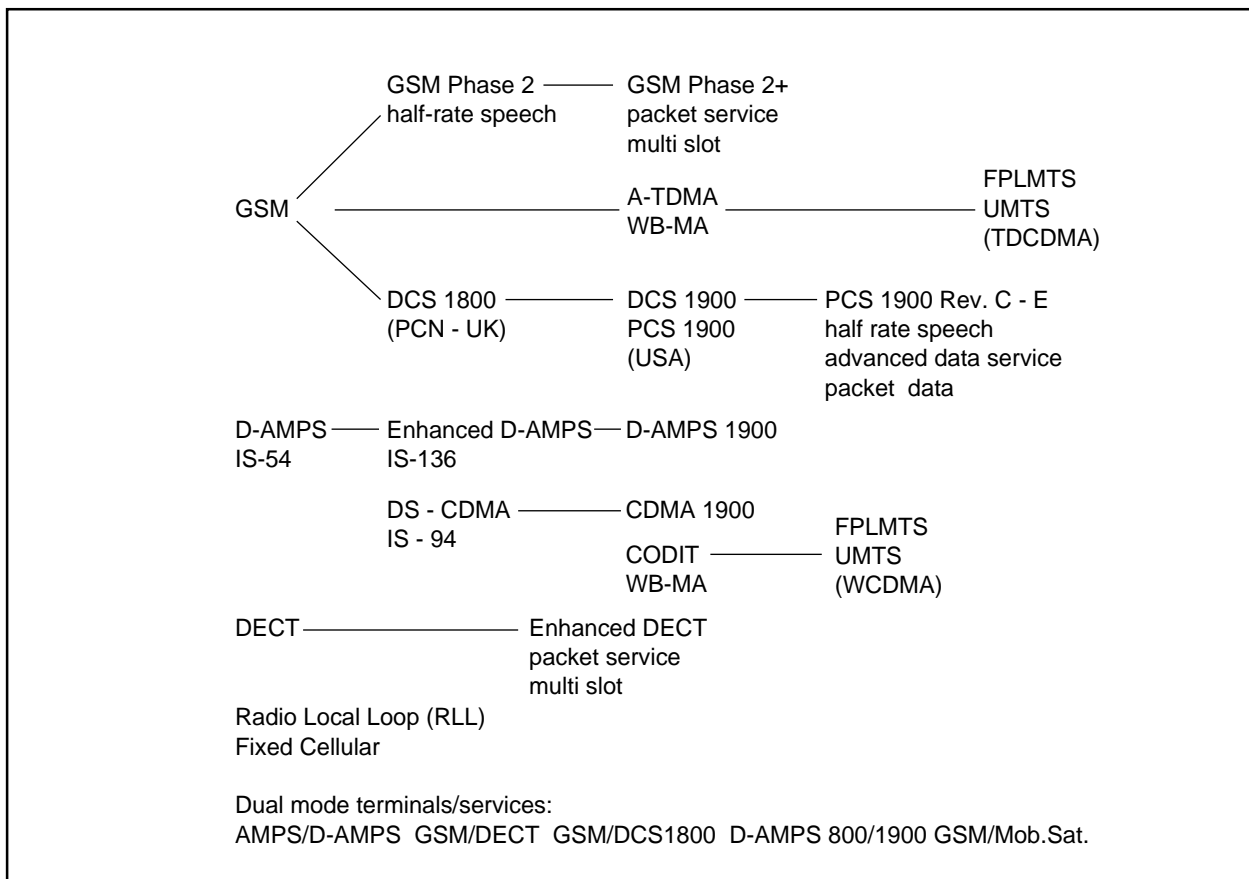 GSM Phase 2
half-rate speech
GSM Phase 2+
packet service
multi slot
GSM
A-TDMA
WB-MA
FPLMTS
UMTS
(TDCDMA)
DCS 1800
(PCN - UK)
DCS 1900
PCS 1900
(USA)
PCS 1900 Rev. C - E
half rate speech
advanced data service
packet data
D-AMPS
IS-54
Enhanced D-AMPS
IS-136
D-AMPS 1900
DS - CDMA
IS - 94
CDMA 1900
CODIT
WB-MA
FPLMTS
UMTS
(WCDMA)
DECT
Enhanced DECT
packet service
multi slot
Radio Local Loop (RLL)
Fixed Cellular
Dual mode terminals/services:
AMPS/D-AMPS GSM/DECT GSM/DCS1800 D-AMPS 800/1900 GSM/Mob.Sat.